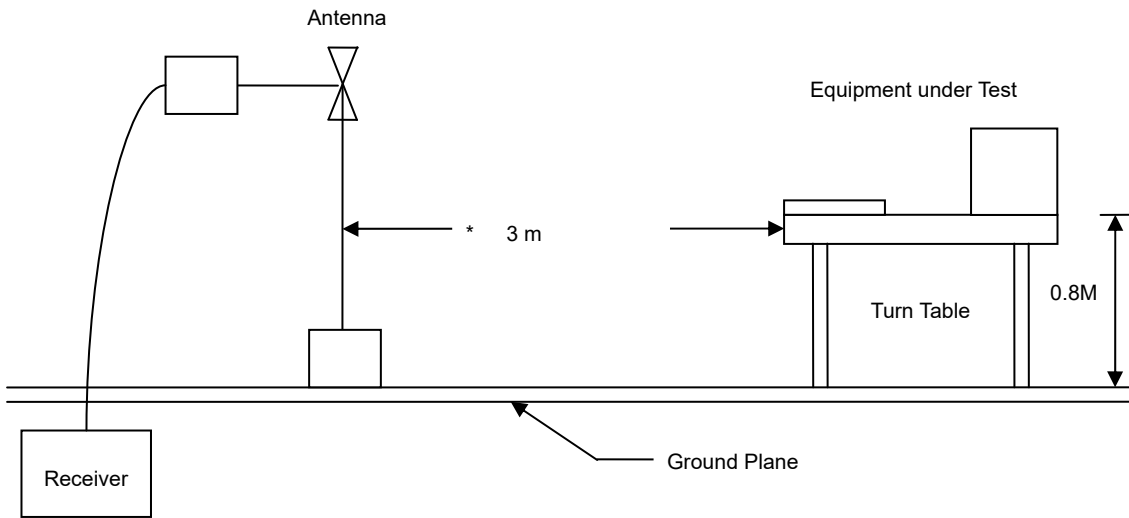 Antenna
Equipment under Test
* 3 m
0.8M
Turn Table
Ground Plane
Receiver